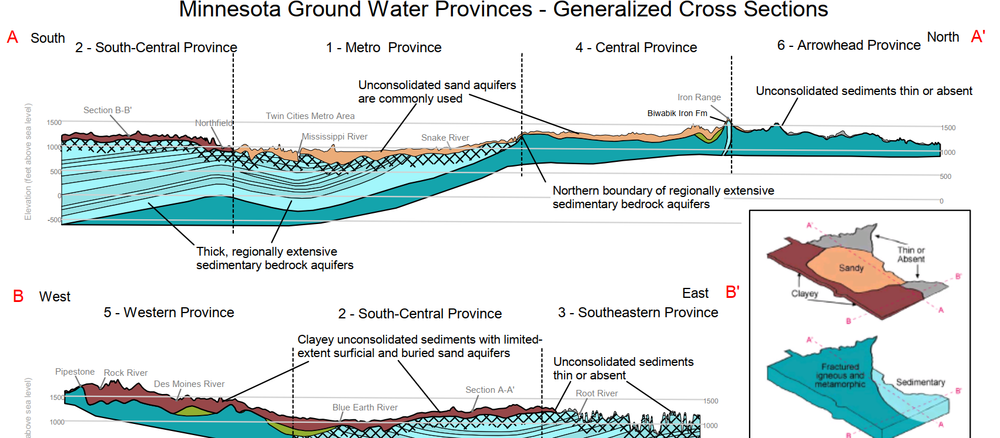 Minnesota Ground Water Provinces - Generalized Cross Sections
A South North A'
2 - South-Central Province 1 - Metro Province 4 - Central Province 6 - Arrowhead Province
Unconsolidated sand aquifers
are commonly used
Unconsolidated sediments thin or absent
Iron Range
Biwabik Iron Fm
Section B-B'
Northfield
Twin Cities Metro Area
Mississippi River
Snake River
Elevation (feet above sea level)
1500
1000
500
0
-500
1500
1000
500
0
Northern boundary of regionally extensive
sedimentary bedrock aquifers
Thick, regionally extensive
sedimentary bedrock aquifers
B West East B'
5 - Western Province 2 - South-Central Province 3 - Southeastern Province
Clayey unconsolidated sediments with limited-
extent surficial and buried sand aquifers
Unconsolidated sediments
thin or absent
Pipestone
Rock River
Des Moines River
Blue Earth River
Section A-A'
Root River
above sea level)
1500
1000
1500
1000
A'
Thin or
Absent
Sandy
B'
Clayey
A
B
A'
Fractured
igneous and
metamorphic
Sedimentary
B'
A
B